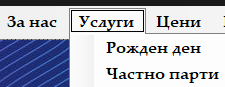 За нас Услуги Цени
Рожден ден
Частно парти